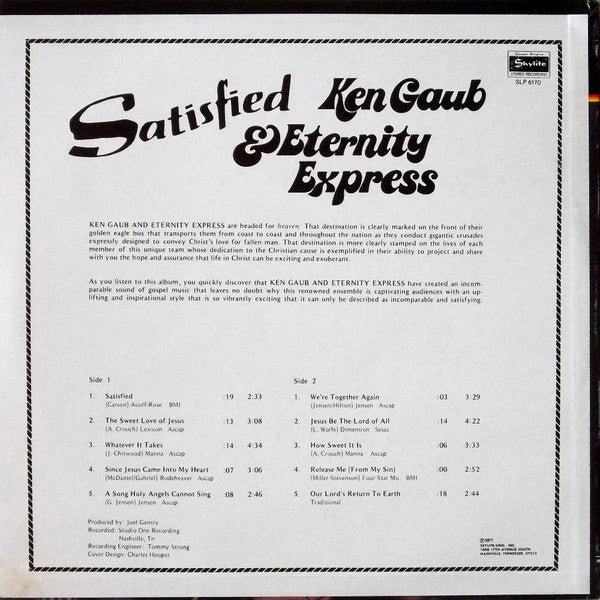 Gospel Singing
Skylite
STEREO RECORDING
SLP 6170
Satisfied Ken Gaub
& Eternity
Express
KEN GAUB AND ETERNITY EXPRESS are headed for heaven. That destination is clearly marked on the front of their
golden eagle bus that transports them from coast to coast and throughout the nation as they conduct gigantic crusades
expressly designed to convey Christ's love for fallen man. That destination is more clearly stamped on the lives of each
member of this unique team whose dedication to the Christian cause is exemplified in their ability to project and share
with you the hope and assurance that life in Christ can be exciting and exuberant.
As you listen to this album, you quickly discover that KEN GAUB AND ETERNITY EXPRESS have created an incom-
parable sound of gospel music that leaves no doubt why this renowned ensemble is captivating audiences with an up-
lifting and inspirational style that is so vibrantly exciting that it can only be described as incomparable and satisfying.
Side 1
1. Satisfied :19 2:33
(Carson) Acuff-Rose BMI
2. The Sweet Love of Jesus :13 3:08
(A. Crouch) Lexicon Ascap
3. Whatever It Takes :14 4:34
(J. Chitwood) Manna Ascap
4. Since Jesus Came Into My Heart :07 3:06
(McDaniel/Gabriel) Rodeheaver Ascap
5. A Song Holy Angels Cannot Sing :08 2:46
(G. Jensen) Jensen Ascap
Side 2
1. We're Together Again :03 3:29
(Jensen/Hilton) Jensen Ascap
2. Jesus Be The Lord of All :14 4:22
(L. Wolfe) Dimension Sesac
3. How Sweet It Is :06 3:33
(A. Crouch) Manna Ascap
4. Release Me (From My Sin) :00 2:52
(Miller-Stevenson) Four Star Mu. BMI
5. Our Lord's Return To Earth :18 2:44
Traditional
Produced by: Joel Gentry
Recorded: Studio One Recording
Nashville, Tn
Recording Engineer: Tommy Strong
Cover Design: Charles Hooper
©1977
SKYLITE-SING, INC.
1008 17TH AVENUE SOUTH,
NASHVILLE, TENNESSEE, 37212